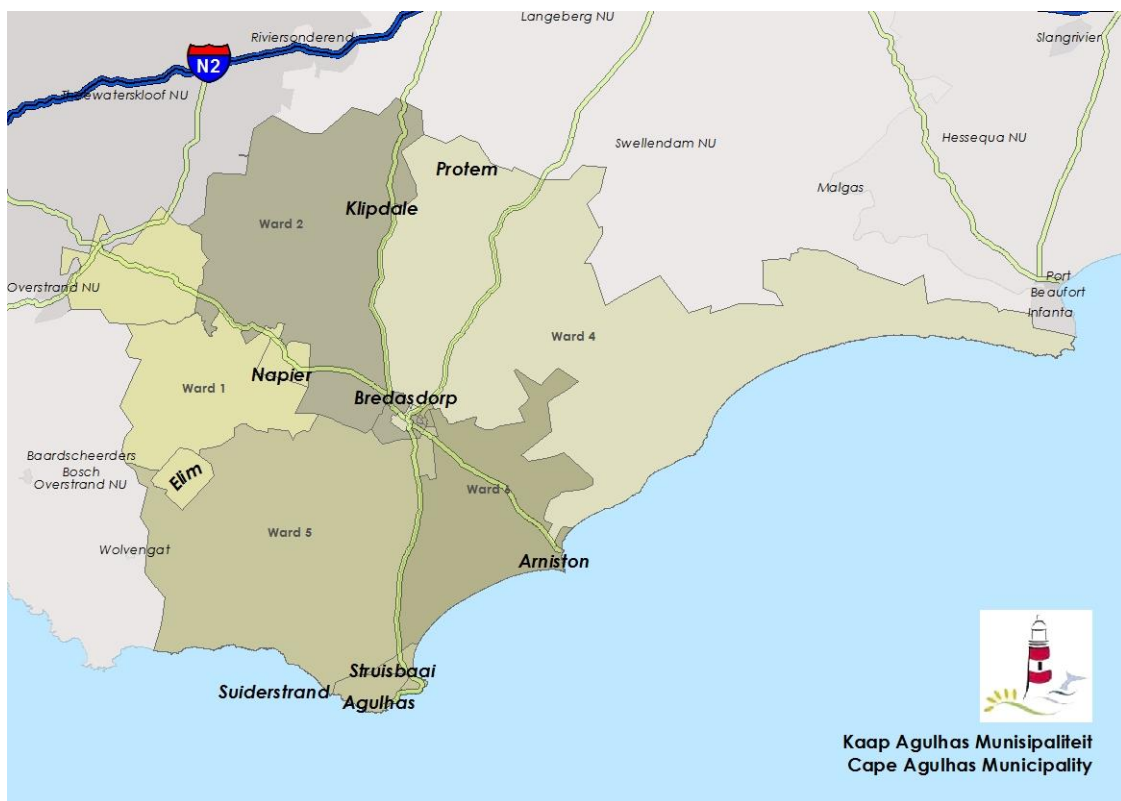 Langeberg NU
Riviersonderend
Slangrivier
N2
Theewaterskloof NU
Hessequa NU
Swellendam NU
Protem
Malgas
Klipdale
Ward 2
Port
Beaufort
Infanta
Overstrand NU
Ward 4
Napier
Ward 1
Bredasdorp
Baardscheerders
Bosch
Overstrand NU
Elim
Ward 6
Ward 5
Wolvengat
Arniston
Struisbaai
Suiderstrand
Agulhas
Kaap Agulhas Munisipaliteit
Cape Agulhas Municipality